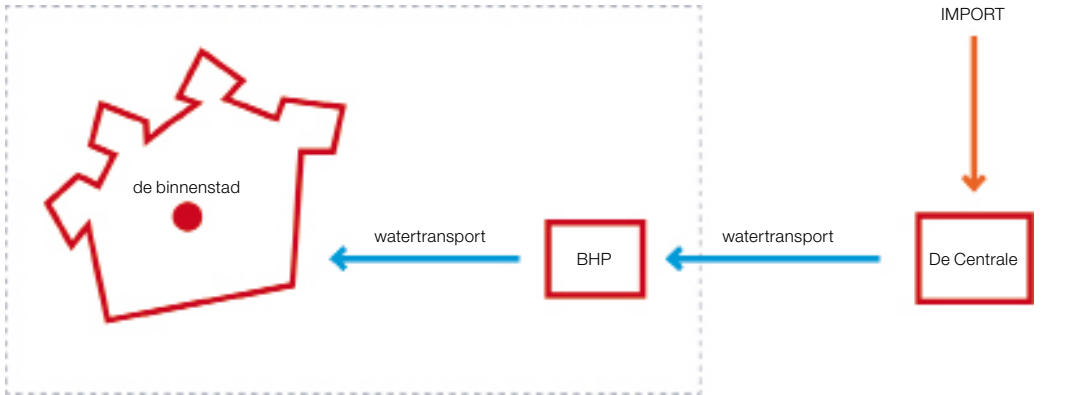 IMPORT
de binnenstad
watertransport
watertransport
BHP
De Centrale